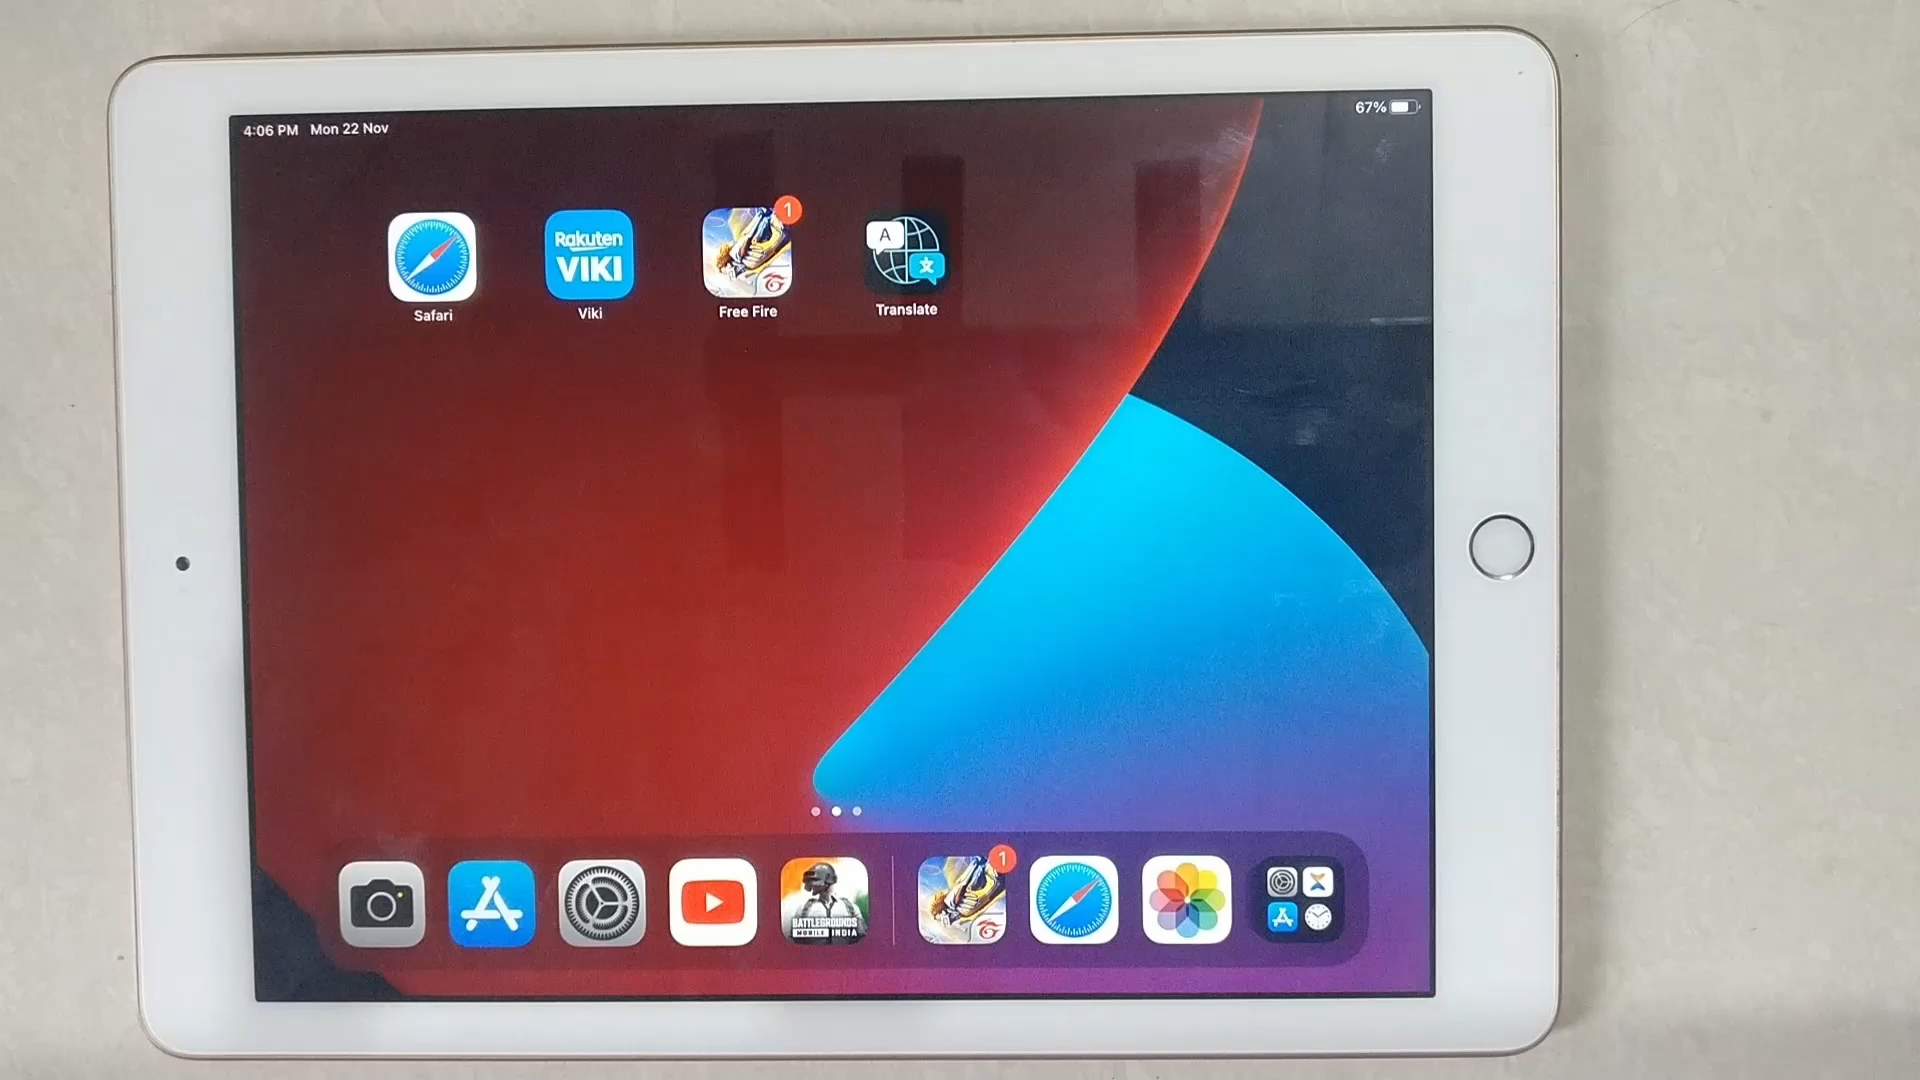 4:06 PM Mon 22 Nov
67%
Rakuten
VIKI
1
A
文
Safari
Viki
Free Fire
Translate
1
BATTLEGROUNDS
MOBILE INDIA